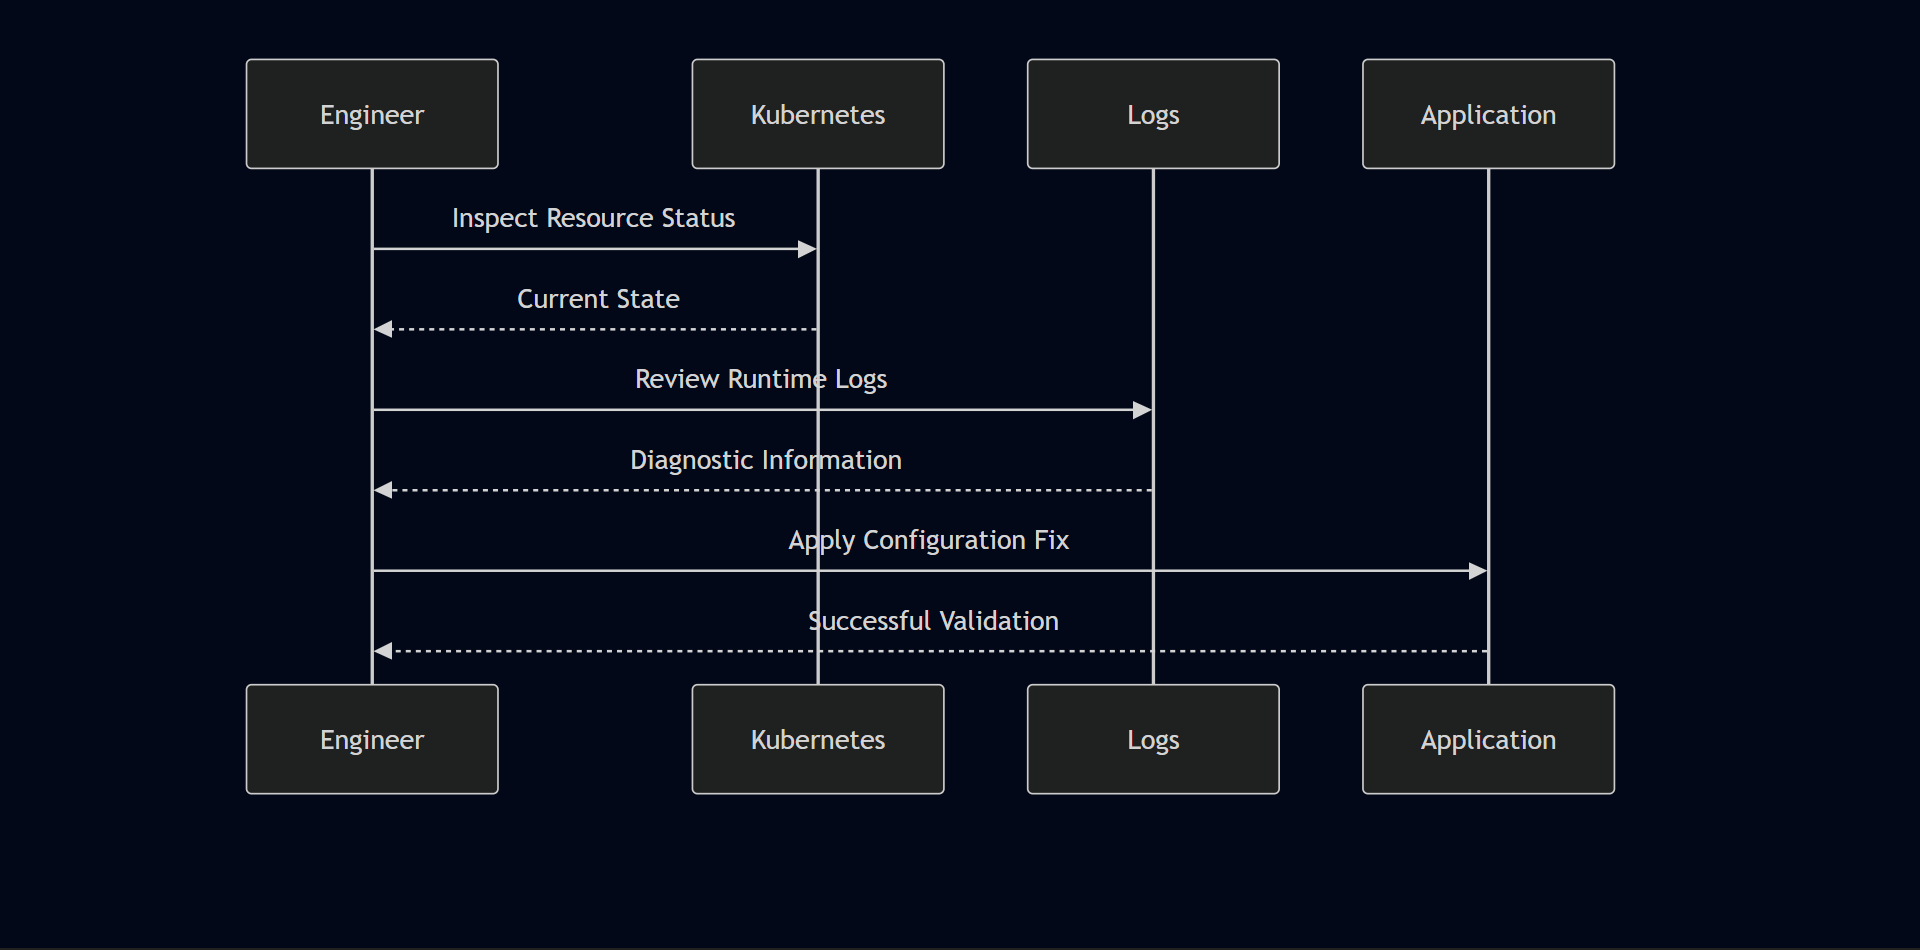 Engineer
Kubernetes
Logs
Application
Inspect Resource Status
Current State
Review Runtime Logs
Diagnostic Information
Apply Configuration Fix
Successful Validation
Engineer
Kubernetes
Logs
Application